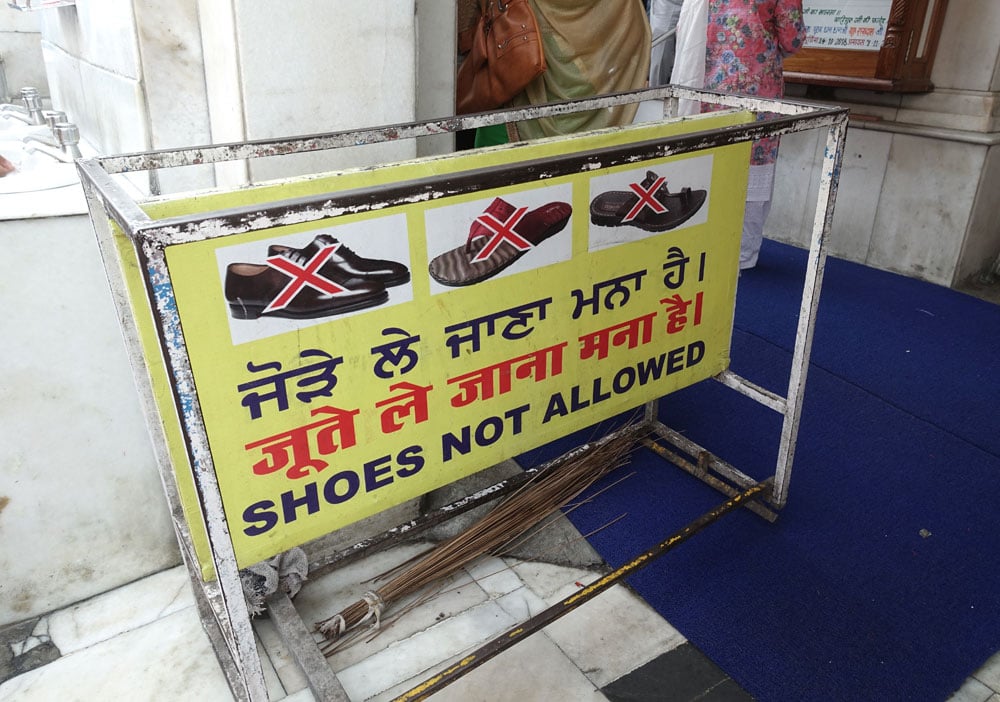 ਜੋੜੇ ਲੇ ਜਾਣਾ ਮਨਾ ਹੈ।
जूते ले जाना मना है।
SHOES NOT ALLOWED